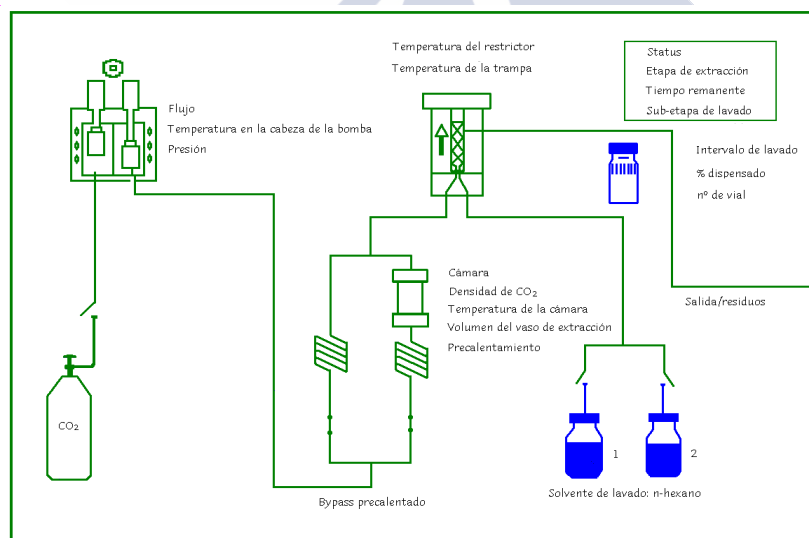 Temperatura del restrictor
Temperatura de la trampa
Status
Etapa de extracción
Tiempo remanente
Sub-etapa de lavado
Flujo
Temperatura en la cabeza de la bomba
Presión
Intervalo de lavado
% dispensado
nº de vial
Cámara
Densidad de CO₂
Temperatura de la cámara
Volumen del vaso de extracción
Precalentamiento
Salida/residuos
CO₂
1
2
Bypass precalentado
Solvente de lavado: n-hexano